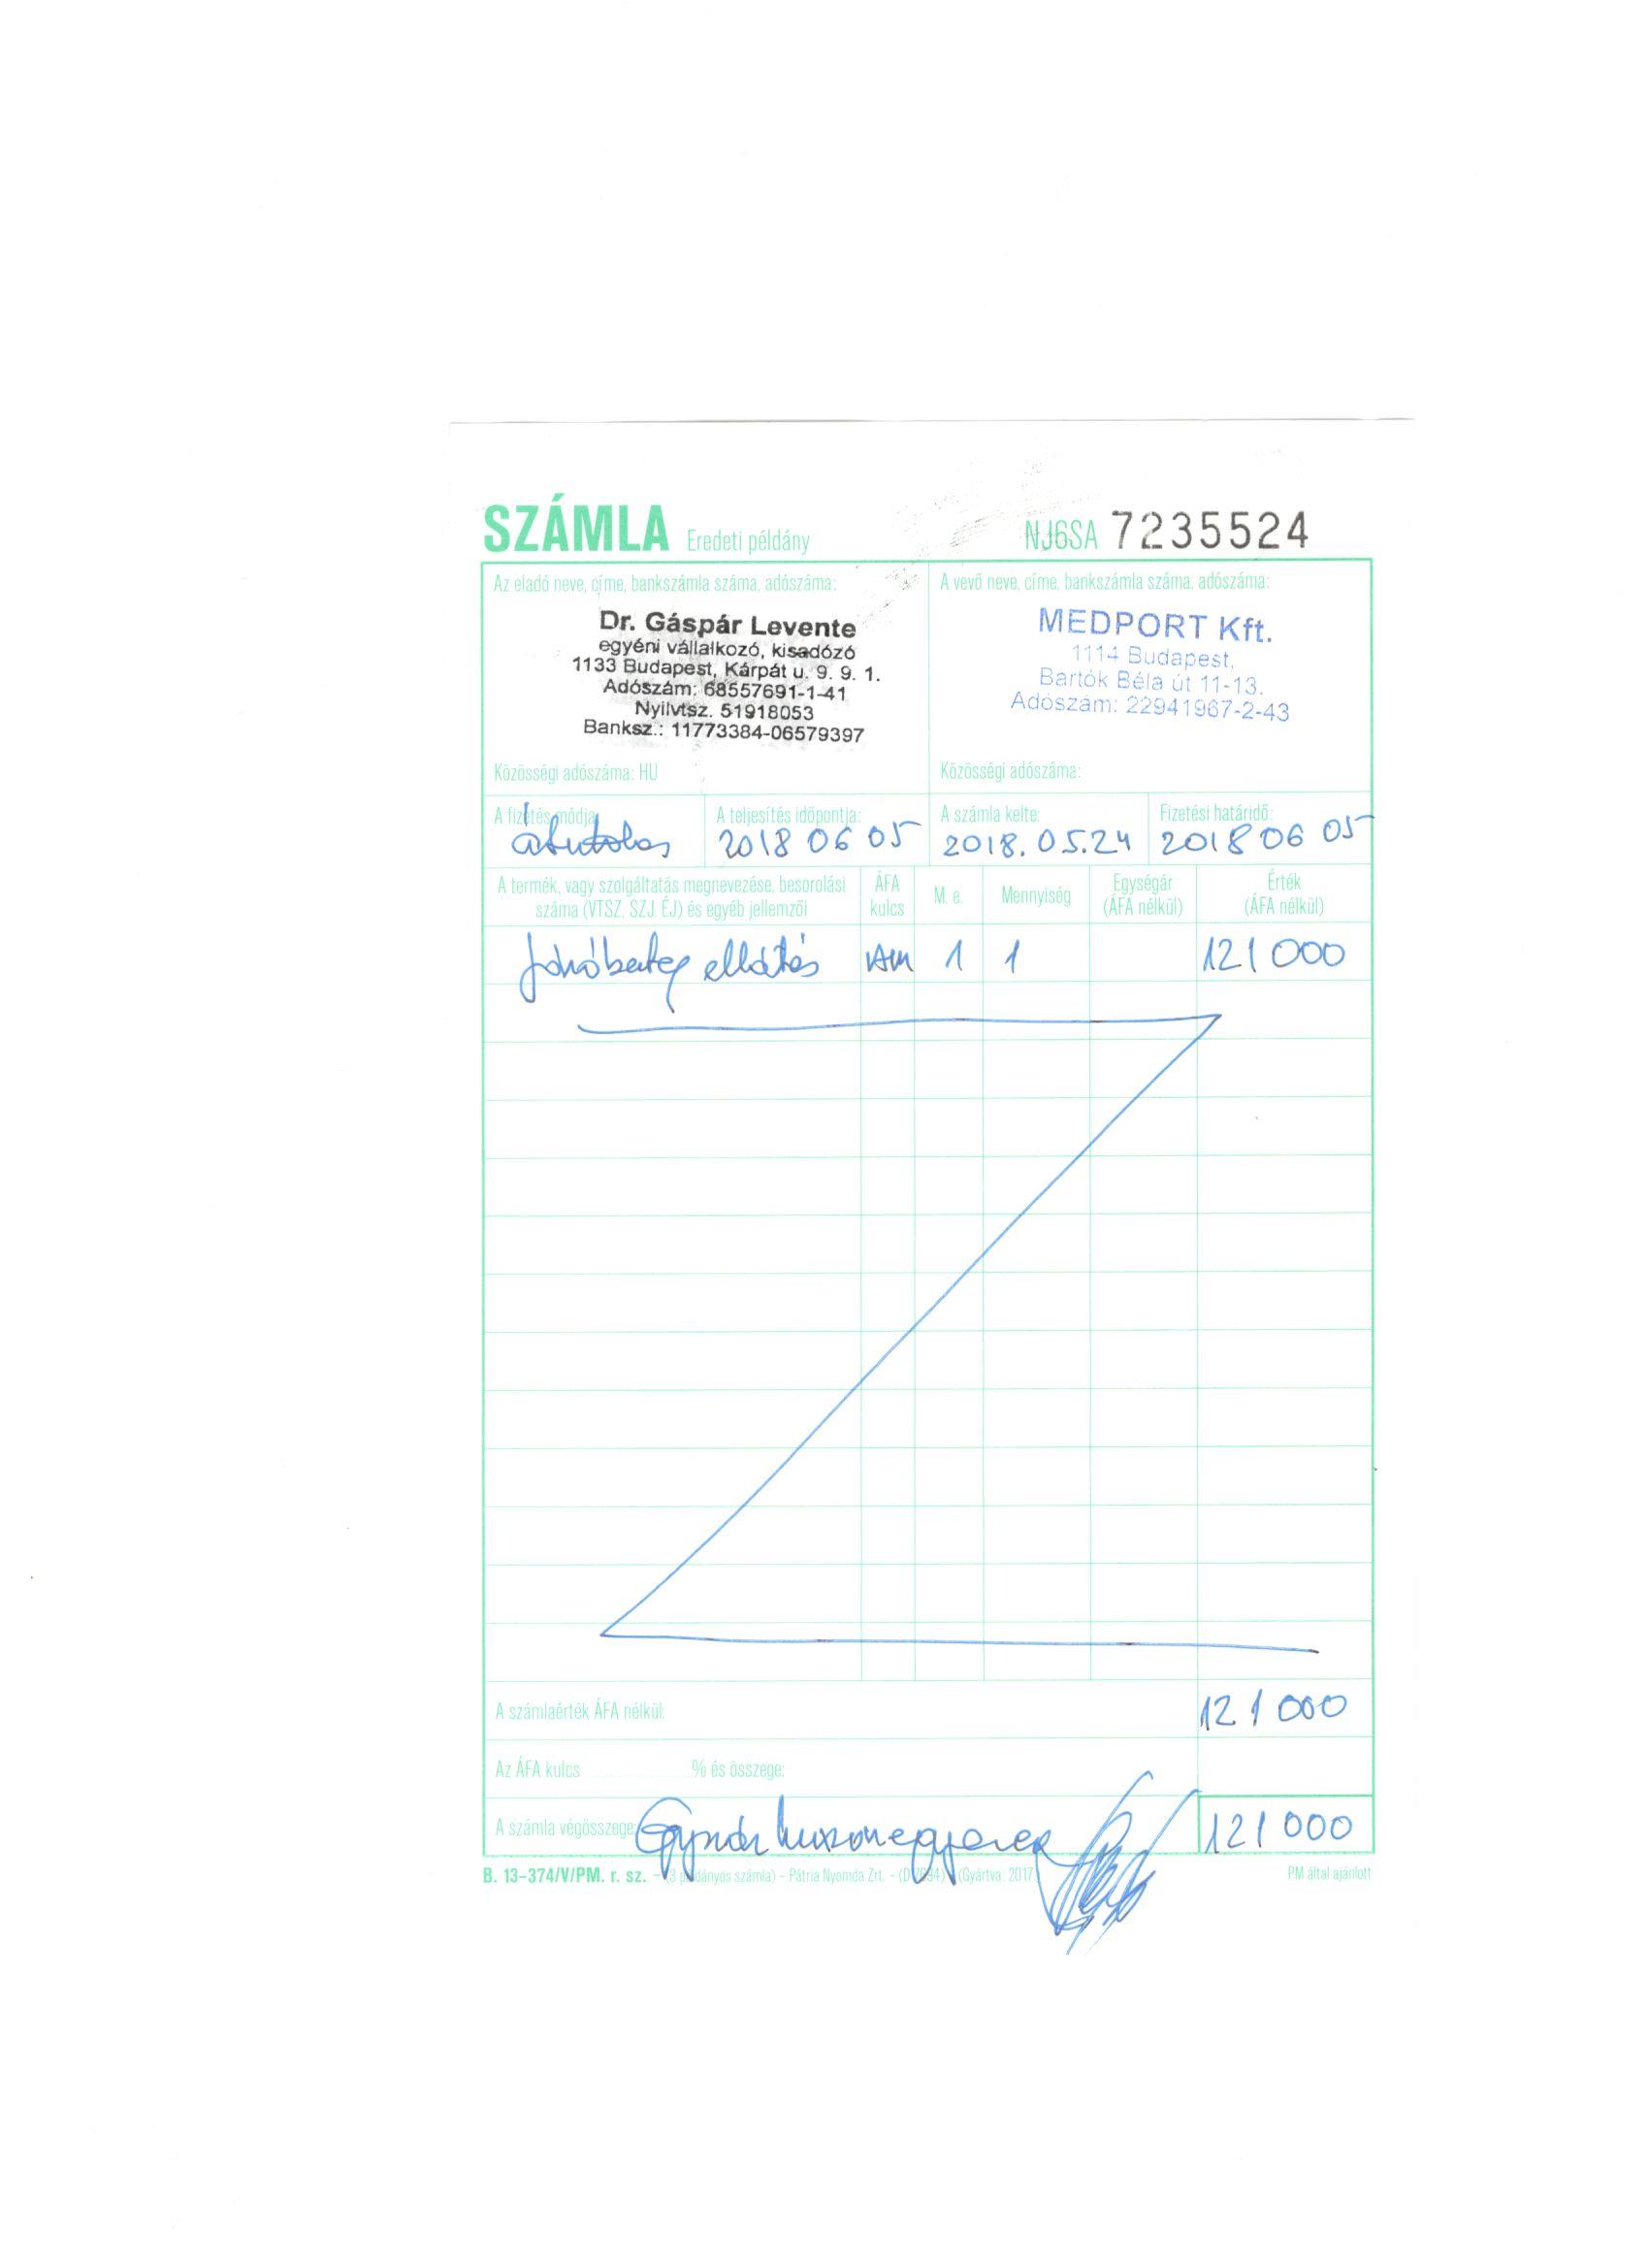 SZÁMLA Eredeti példány NJ6SA 7235524
Az eladó neve, címe, bankszámla száma, adószáma:
Dr. Gáspár Levente
egyéni vállalkozó, kisadózó
1133 Budapest, Kárpát u. 9. 9. 1.
Adószám: 68557691-1-41
Nyilvtsz. 51918053
Banksz.: 11773384-06579397
Közösségi adószáma: HU
A vevő neve, címe, bankszámla száma, adószáma:
MEDPORT Kft.
1114 Budapest,
Bartók Béla út 11-13.
Adószám: 22941967-2-43
Közösségi adószáma:
A fizetés módja:
átutalás
A teljesítés időpontja:
2018 06 05
A számla kelte:
2018.05.24
Fizetési határidő:
2018 06 05
A termék, vagy szolgáltatás megnevezése, besorolási
száma (VTSZ, SZJ, ÉJ) és egyéb jellemzői
ÁFA
kulcs
M. e.
Mennyiség
Egységár
(ÁFA nélkül)
Érték
(ÁFA nélkül)
járóbeteg ellátás AM 1 1 121 000
A számlaérték ÁFA nélkül: 121 000
Az ÁFA kulcs % és összege:
A számla végösszege: 121 000
B. 13-374/V/PM. r. sz. – (3 példányos számla) – Pátria Nyomda Zrt. – (Gyártva: 2017.
PM által ajánlott